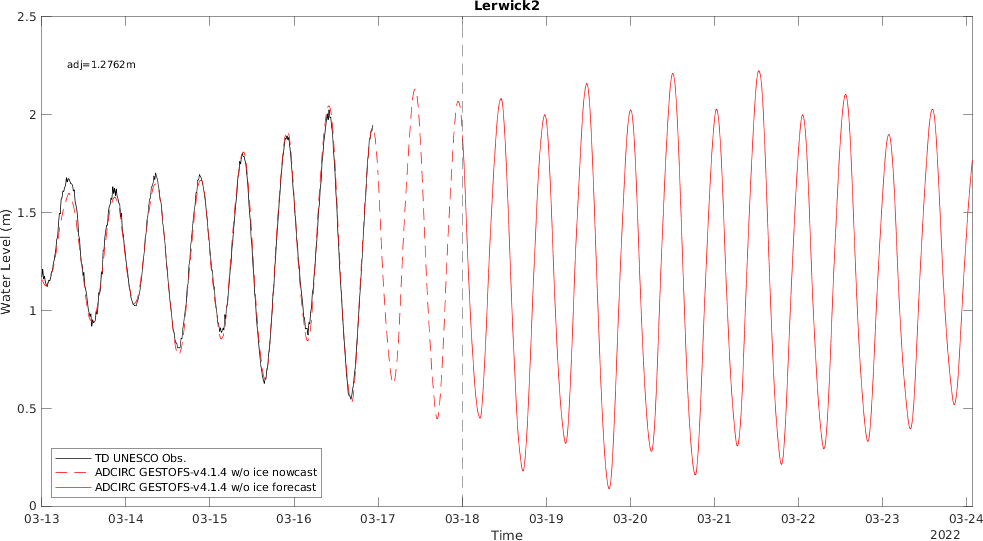 Lerwick2
2.5
adj=1.2762m
2
1.5
Water Level (m)
1
0.5
TD UNESCO Obs.
ADCIRC GESTOFS-v4.1.4 w/o ice nowcast
ADCIRC GESTOFS-v4.1.4 w/o ice forecast
0
03-13 03-14 03-15 03-16 03-17 03-18 03-19 03-20 03-21 03-22 03-23 03-24
Time
2022